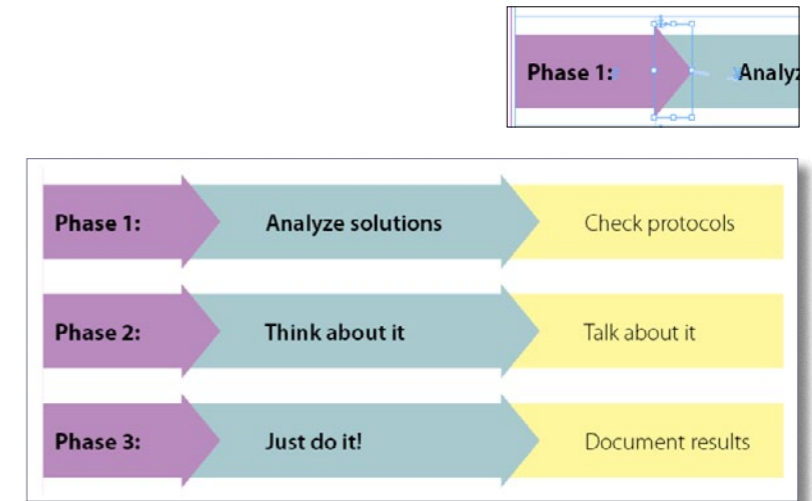 Phase 1: Analyz
Phase 1: Analyze solutions Check protocols
Phase 2: Think about it Talk about it
Phase 3: Just do it! Document results